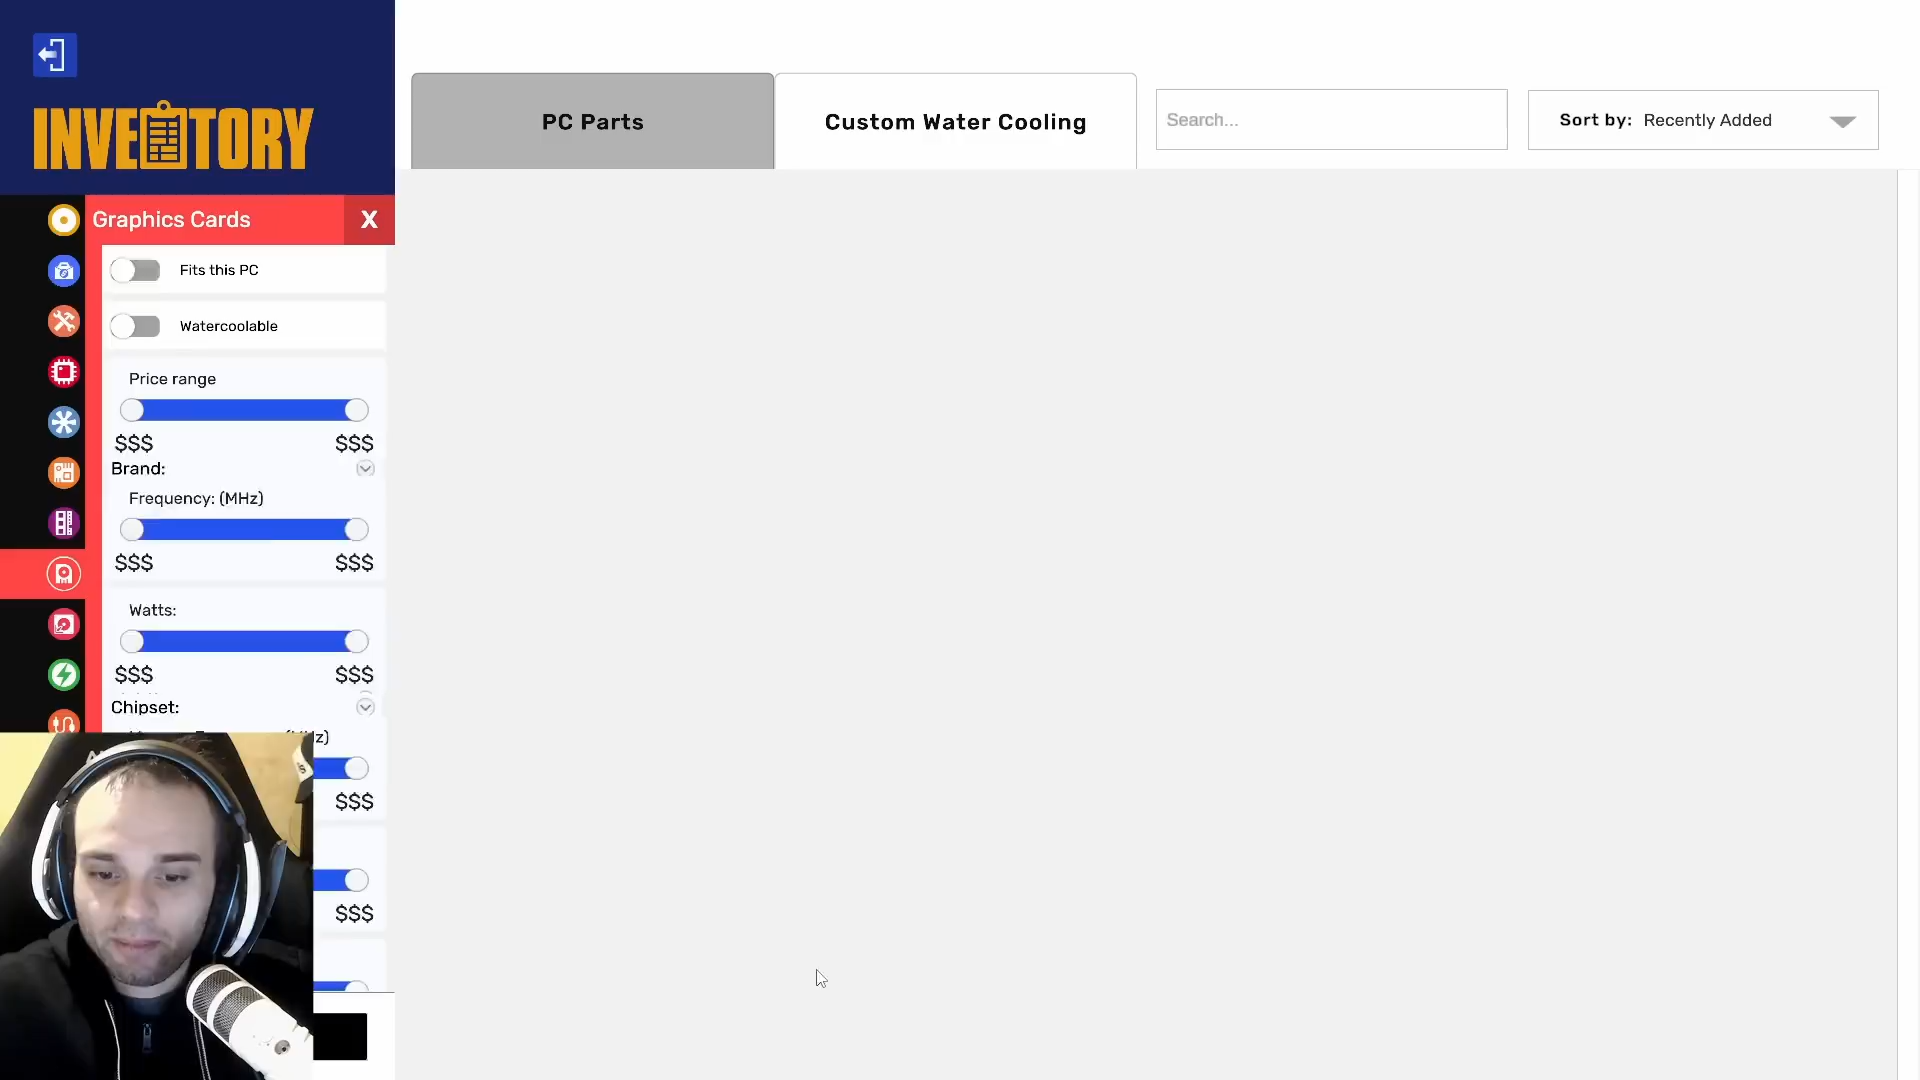 INVENTORY
PC Parts
Custom Water Cooling
Search...
Sort by: Recently Added
Graphics Cards
X
Fits this PC
Watercoolable
Price range
$$$ $$$
Brand:
Frequency: (MHz)
$$$ $$$
Watts:
$$$ $$$
Chipset:
$$$
$$$